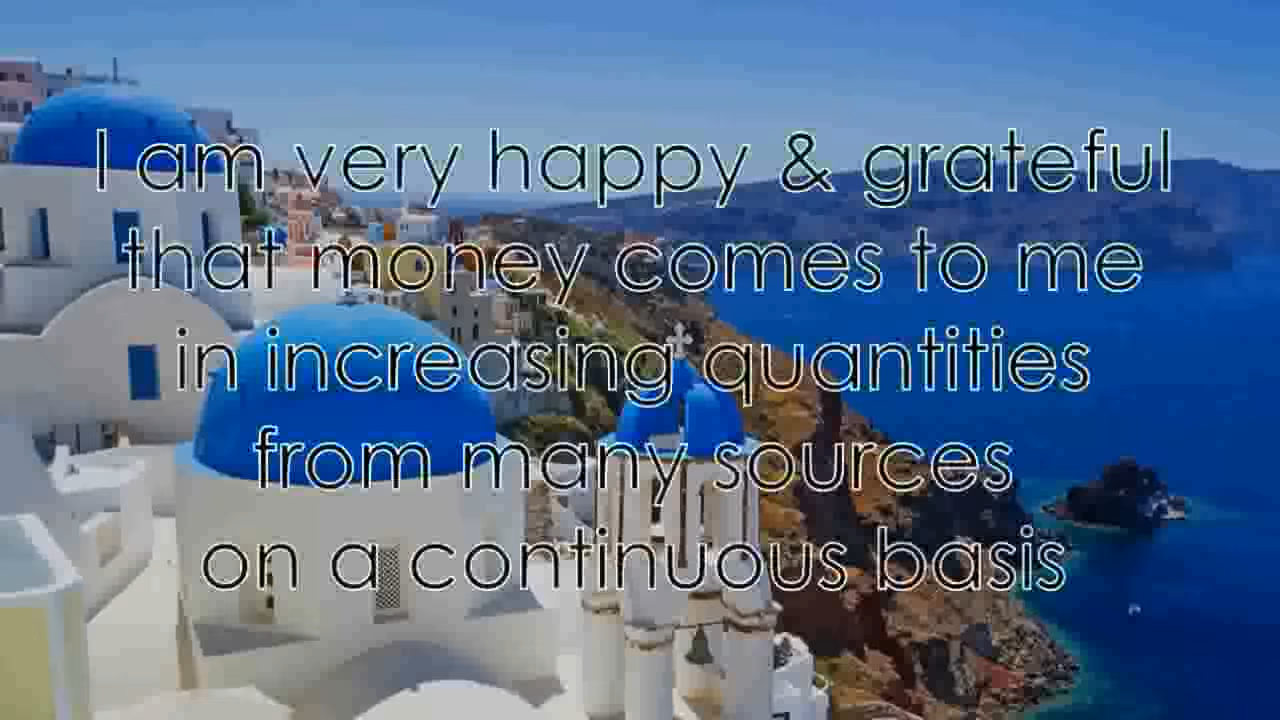 I am very happy & grateful
that money comes to me
in increasing quantities
from many sources
on a continuous basis